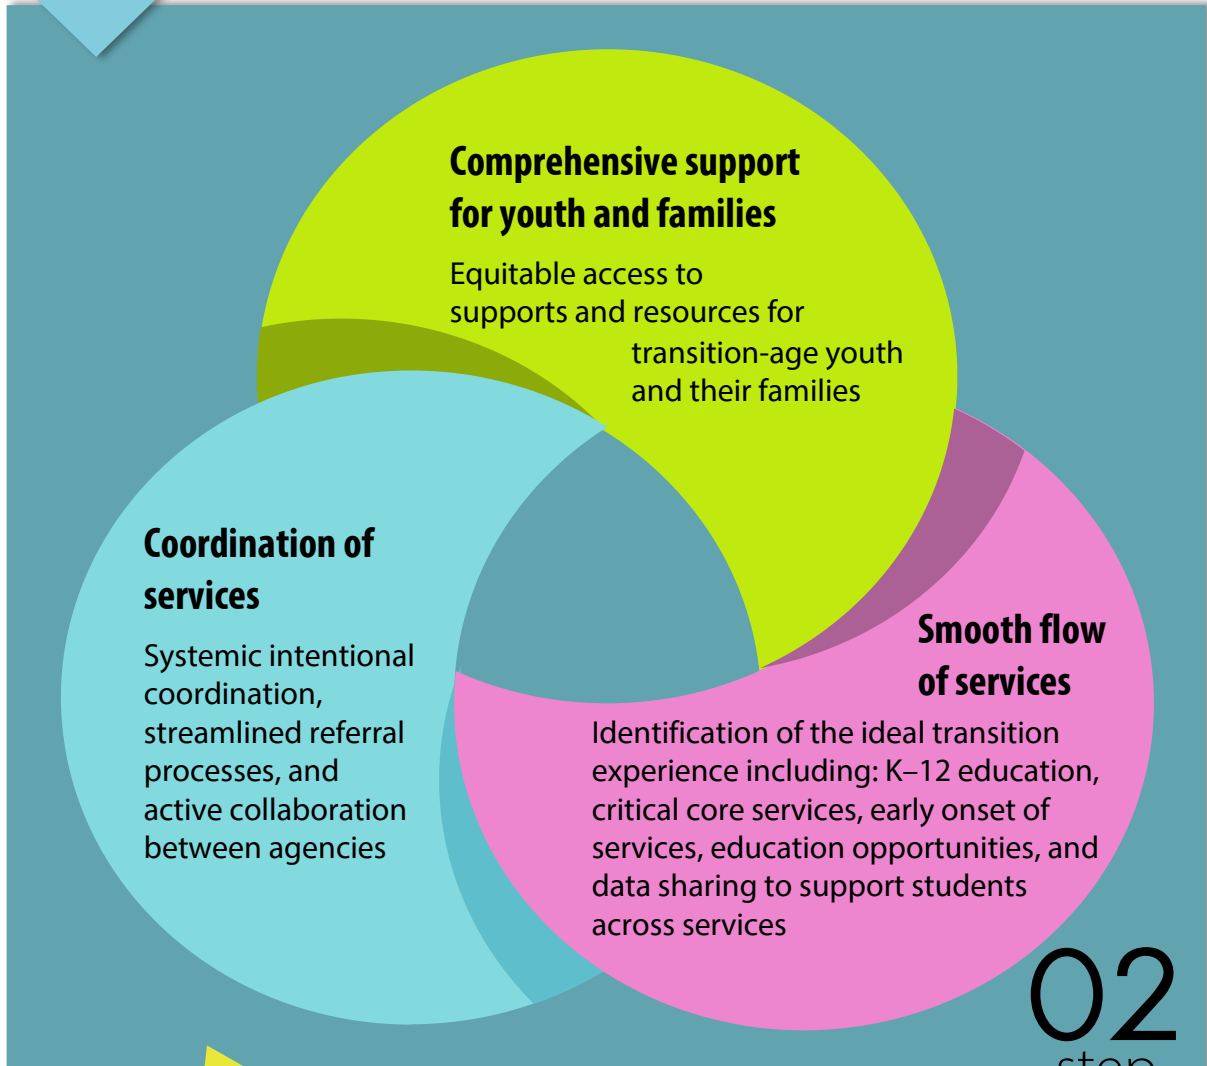 Comprehensive support
for youth and families
Equitable access to
supports and resources for
transition-age youth
and their families
Coordination of
services
Systemic intentional
coordination,
streamlined referral
processes, and
active collaboration
between agencies
Smooth flow
of services
Identification of the ideal transition
experience including: K–12 education,
critical core services, early onset of
services, education opportunities, and
data sharing to support students
across services
02
step